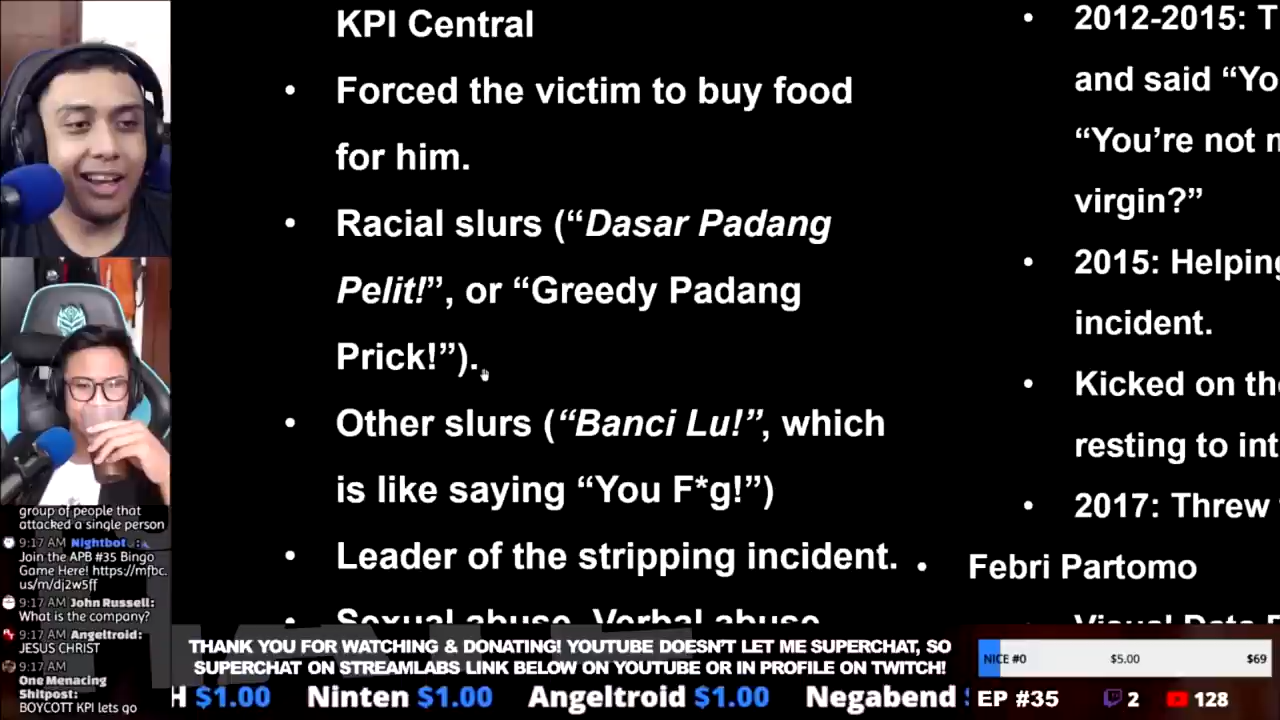 KPI Central
• Forced the victim to buy food
for him.
• Racial slurs (“Dasar Padang
Pelit!”, or “Greedy Padang
Prick!”).
• Other slurs (“Banci Lu!”, which
is like saying “You F*g!”)
• Leader of the stripping incident.
Sexual abuse, Verbal abuse
• 2012-2015: T
and said “Yo
“You’re not
virgin?”
• 2015: Helping
incident.
• Kicked on the
resting to int
• 2017: Threw
• Febri Partomo
Visual Data
group of people that
attacked a single person
9:17 AM Nightbot :
Join the APB #35 Bingo
Game Here! https://mfbc.
us/m/dj2w5ff
9:17 AM John Russell:
What is the company?
9:17 AM Angeltroid:
JESUS CHRIST
9:17 AM
One Menacing
Shitpost:
BOYCOTT KPI lets go
THANK YOU FOR WATCHING & DONATING! YOUTUBE DOESN'T LET ME SUPERCHAT, SO
SUPERCHAT ON STREAMLABS LINK BELOW ON YOUTUBE OR IN PROFILE ON TWITCH!
H $1.00 Ninten $1.00 Angeltroid $1.00 Negabend
NICE #0 $5.00 $69
EP #35 2 128